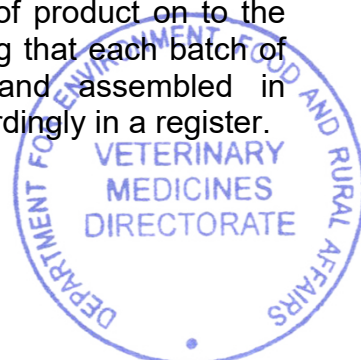 of product on to the
g that each batch of
and assembled in
rdingly in a register.
DEPARTMENT FOR ENVIRONMENT, FOOD AND RURAL AFFAIRS
VETERINARY
MEDICINES
DIRECTORATE